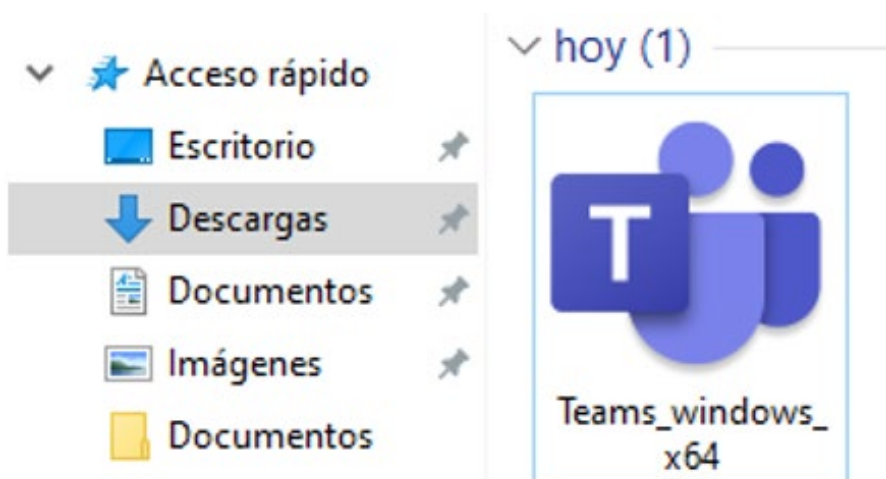 Acceso rápido
Escritorio
Descargas
Documentos
Imágenes
Documentos
hoy (1)
T
Teams_windows_
x64